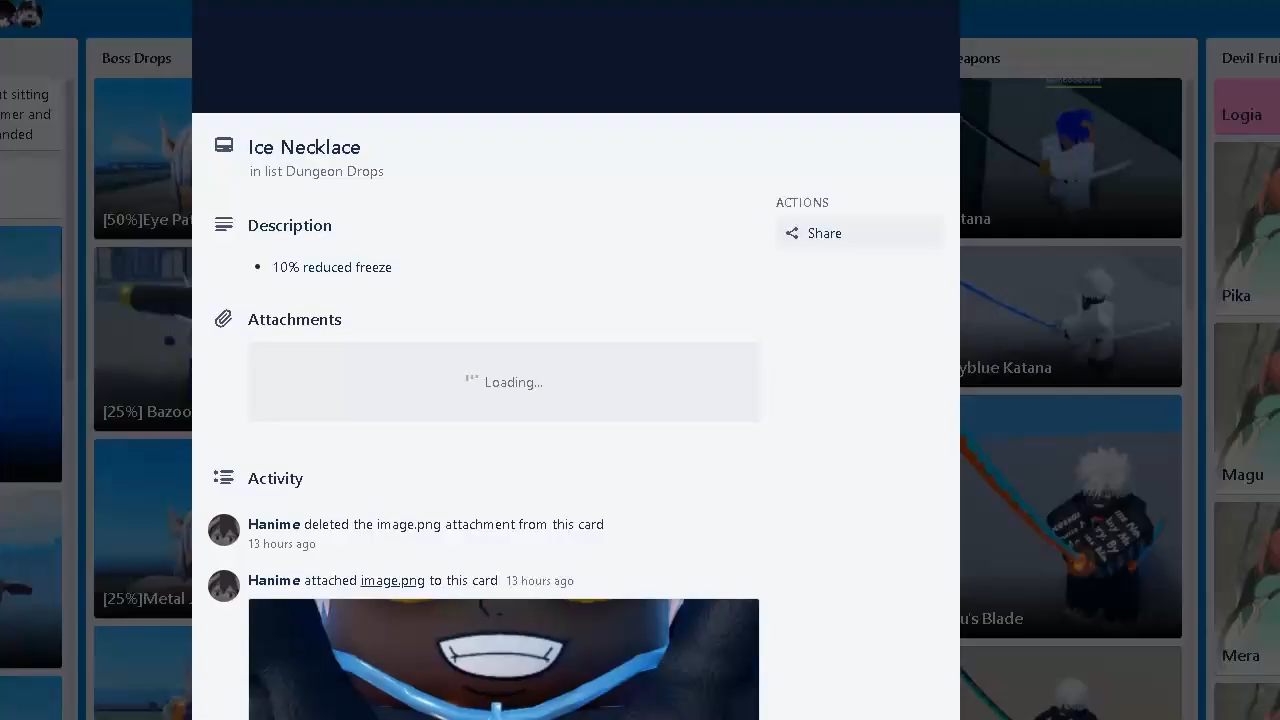 Boss Drops
eapons
Devil Frui
t sitting
mer and
nded
[50%]Eye Pat
[25%] Bazoo
[25%]Metal
Ice Necklace
in list Dungeon Drops
ACTIONS
Share
Description
• 10% reduced freeze
Attachments
Loading...
Activity
Hanime deleted the image.png attachment from this card
13 hours ago
Hanime attached image.png to this card 13 hours ago
tana
yblue Katana
u's Blade
Logia
Pika
Magu
Mera